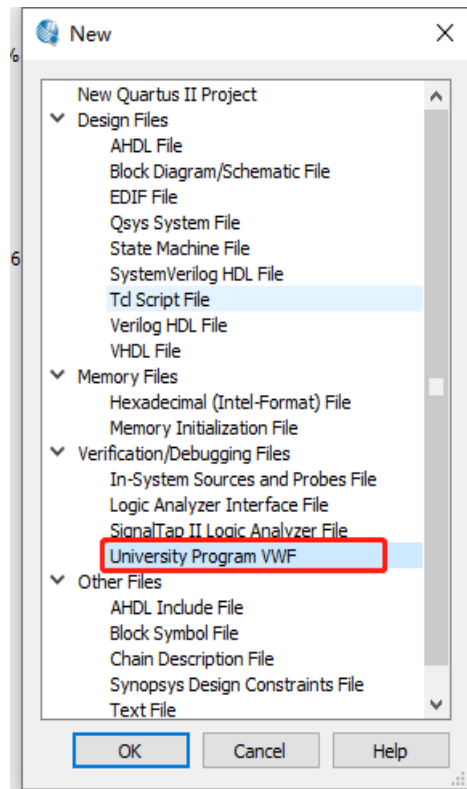 New
%
New Quartus II Project
Design Files
AHDL File
Block Diagram/Schematic File
EDIF File
Qsys System File
6
State Machine File
SystemVerilog HDL File
Tcl Script File
Verilog HDL File
VHDL File
Memory Files
Hexadecimal (Intel-Format) File
Memory Initialization File
Verification/Debugging Files
In-System Sources and Probes File
Logic Analyzer Interface File
SignalTap II Logic Analyzer File
University Program VWF
Other Files
AHDL Include File
Block Symbol File
Chain Description File
Synopsys Design Constraints File
Text File
OK Cancel Help